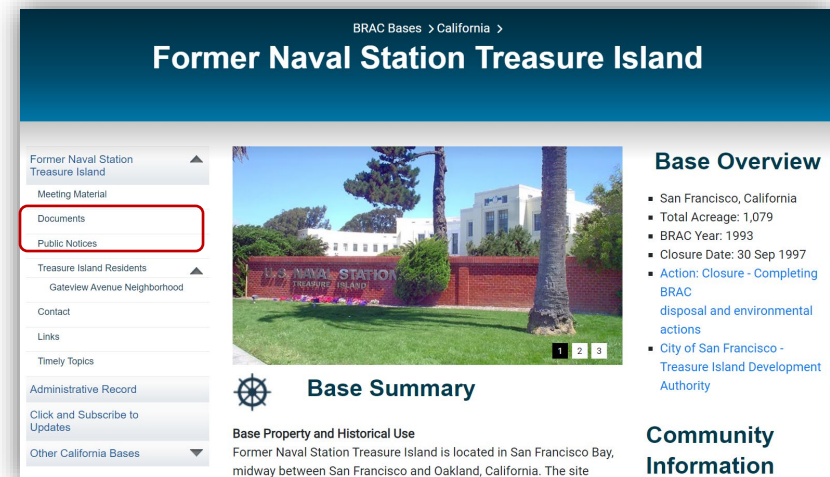 BRAC Bases > California >
Former Naval Station Treasure Island
Former Naval Station
Treasure Island
Meeting Material
Documents
Public Notices
Treasure Island Residents
Gateview Avenue Neighborhood
Contact
Links
Timely Topics
Administrative Record
Click and Subscribe to
Updates
Other California Bases
U.S. NAVAL STATION
TREASURE ISLAND
1 2 3
Base Summary
Base Property and Historical Use
Former Naval Station Treasure Island is located in San Francisco Bay,
midway between San Francisco and Oakland, California. The site
Base Overview
▪ San Francisco, California
▪ Total Acreage: 1,079
▪ BRAC Year: 1993
▪ Closure Date: 30 Sep 1997
▪ Action: Closure - Completing
BRAC
disposal and environmental
actions
▪ City of San Francisco -
Treasure Island Development
Authority
Community
Information